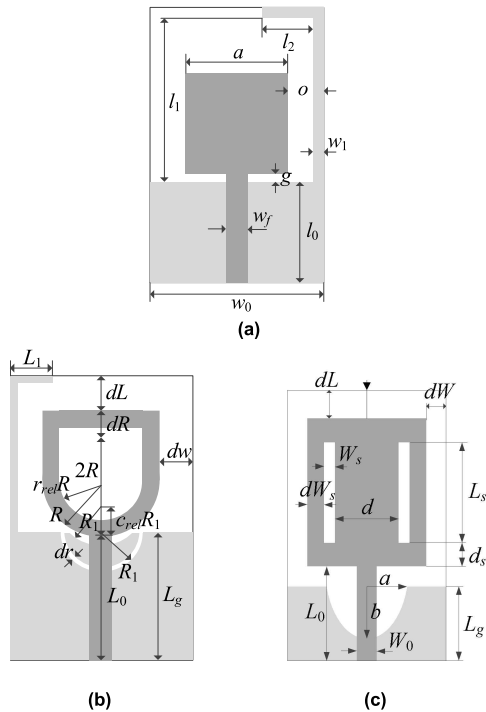 l2
a
o
l1
w1
g
wf
l0
w0
(a)
L1
dL
dR
dw
2R
rrelR
R
R1
crelR1
dr
R1
L0
Lg
(b)
dL
dW
Ws
dWs
d
Ls
ds
a
L0
b
Lg
W0
(c)